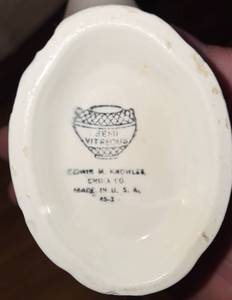 SEMI
VITREOUS
EDWIN M. KNOWLES
CHINA CO.
MADE IN U. S. A.